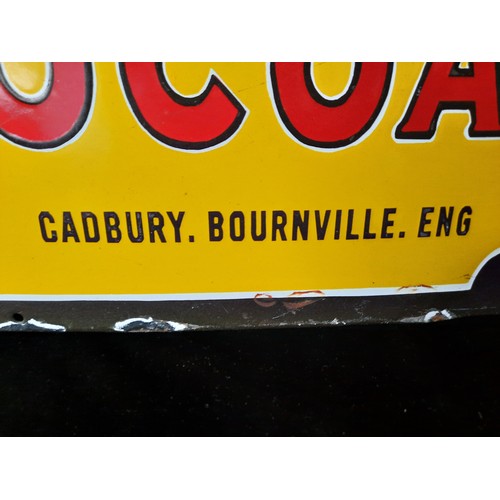 OCOA
CADBURY. BOURNVILLE. ENG